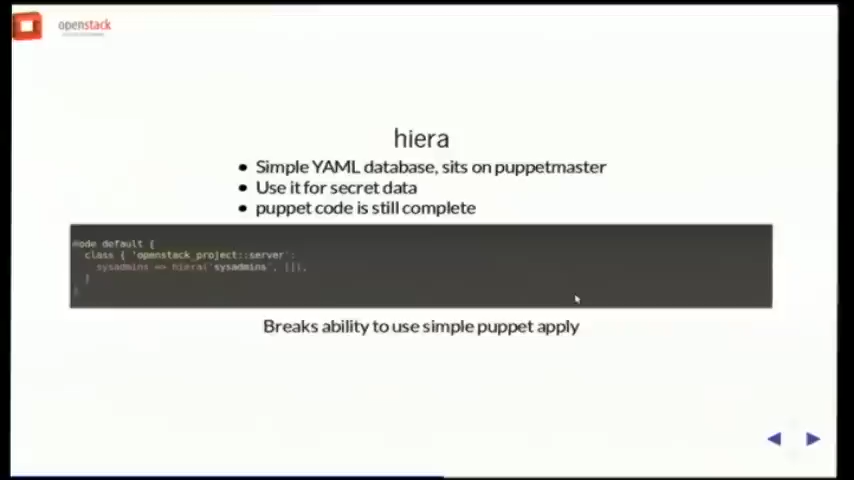 openstack
hiera
Simple YAML database, sits on puppetmaster
Use it for secret data
puppet code is still complete
node default {
class { 'openstack_project::server':
sysadmins => hiera('sysadmins', []),
}
}
Breaks ability to use simple puppet apply